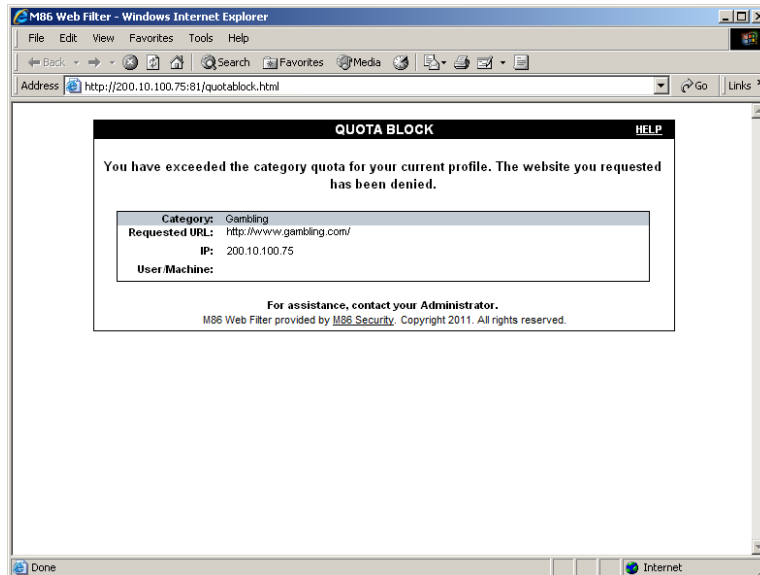 M86 Web Filter - Windows Internet Explorer
File Edit View Favorites Tools Help
Back Search Favorites Media
Address http://200.10.100.75:81/quotablock.html Go Links
QUOTA BLOCK HELP
You have exceeded the category quota for your current profile. The website you requested
has been denied.
Category: Gambling
Requested URL: http://www.gambling.com/
IP: 200.10.100.75
User/Machine:
For assistance, contact your Administrator.
M86 Web Filter provided by M86 Security. Copyright 2011. All rights reserved.
Done Internet